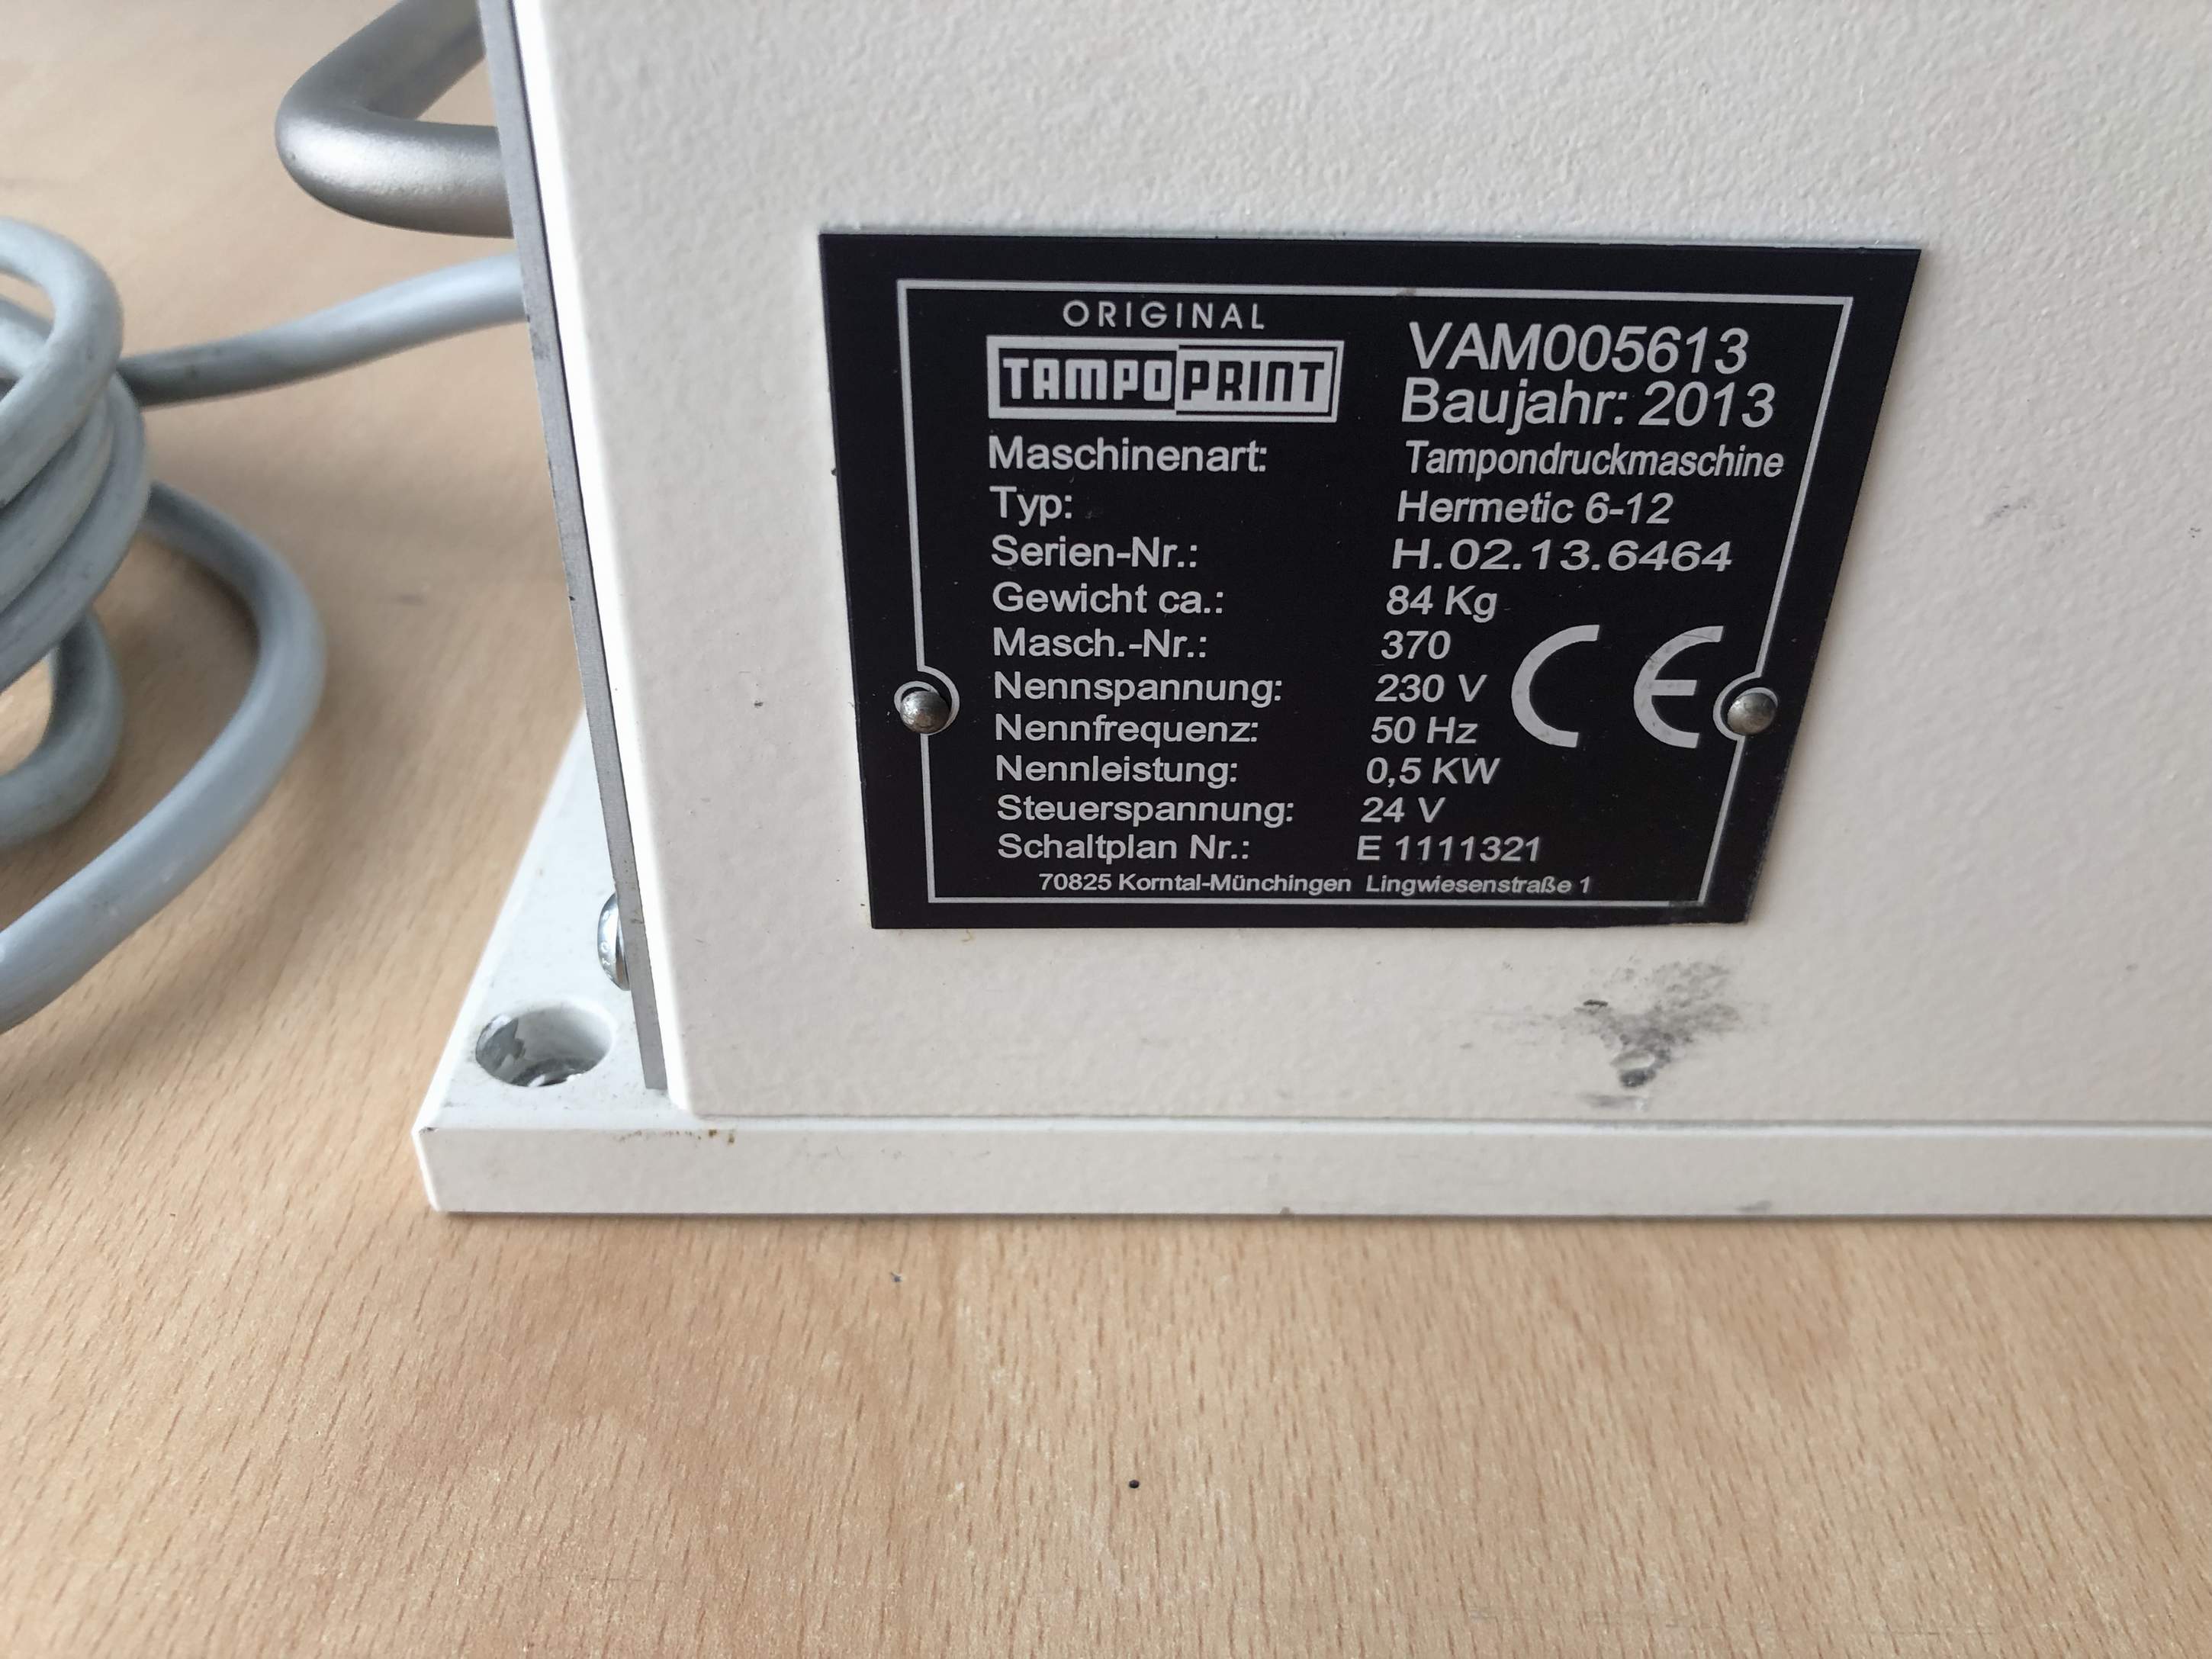 ORIGINAL
TAMPOPRINT
VAM005613
Baujahr: 2013
Maschinenart: Tampondruckmaschine
Typ: Hermetic 6-12
Serien-Nr.: H.02.13.6464
Gewicht ca.: 84 Kg
Masch.-Nr.: 370
Nennspannung: 230 V
CE
Nennfrequenz: 50 Hz
Nennleistung: 0,5 KW
Steuerspannung: 24 V
Schaltplan Nr.: E 1111321
70825 Korntal-Münchingen Lingwiesenstraße 1